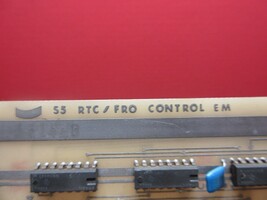 55 RTC/FRO CONTROL EM